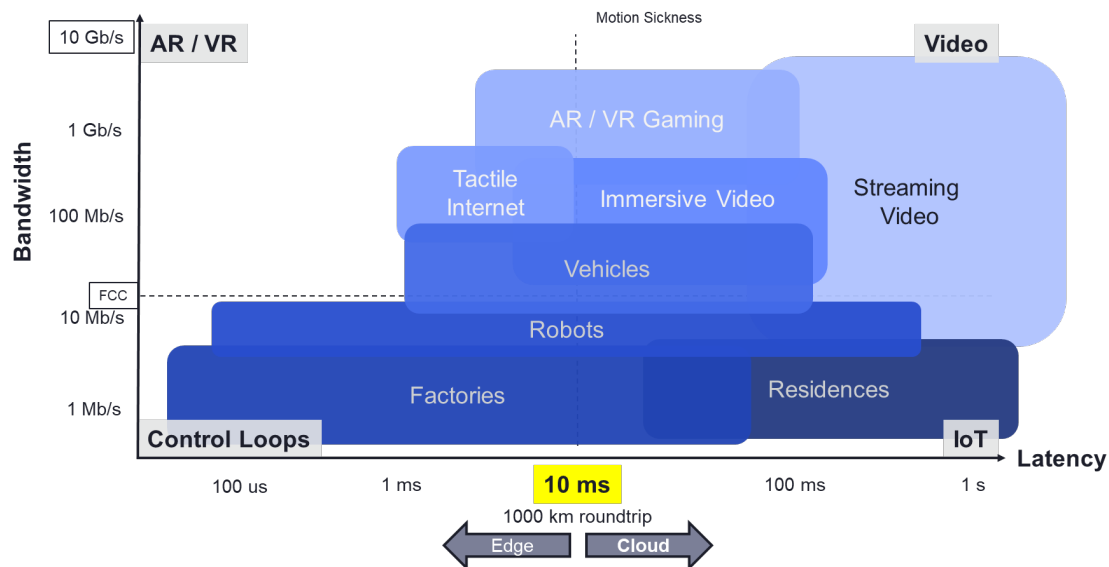 Motion Sickness
10 Gb/s
AR / VR
Video
AR / VR Gaming
1 Gb/s
Bandwidth
Tactile
Internet
Immersive Video
Streaming
Video
100 Mb/s
Vehicles
FCC
10 Mb/s
Robots
Factories
Residences
1 Mb/s
Control Loops
IoT
Latency
100 us
1 ms
10 ms
100 ms
1 s
1000 km roundtrip
Edge
Cloud